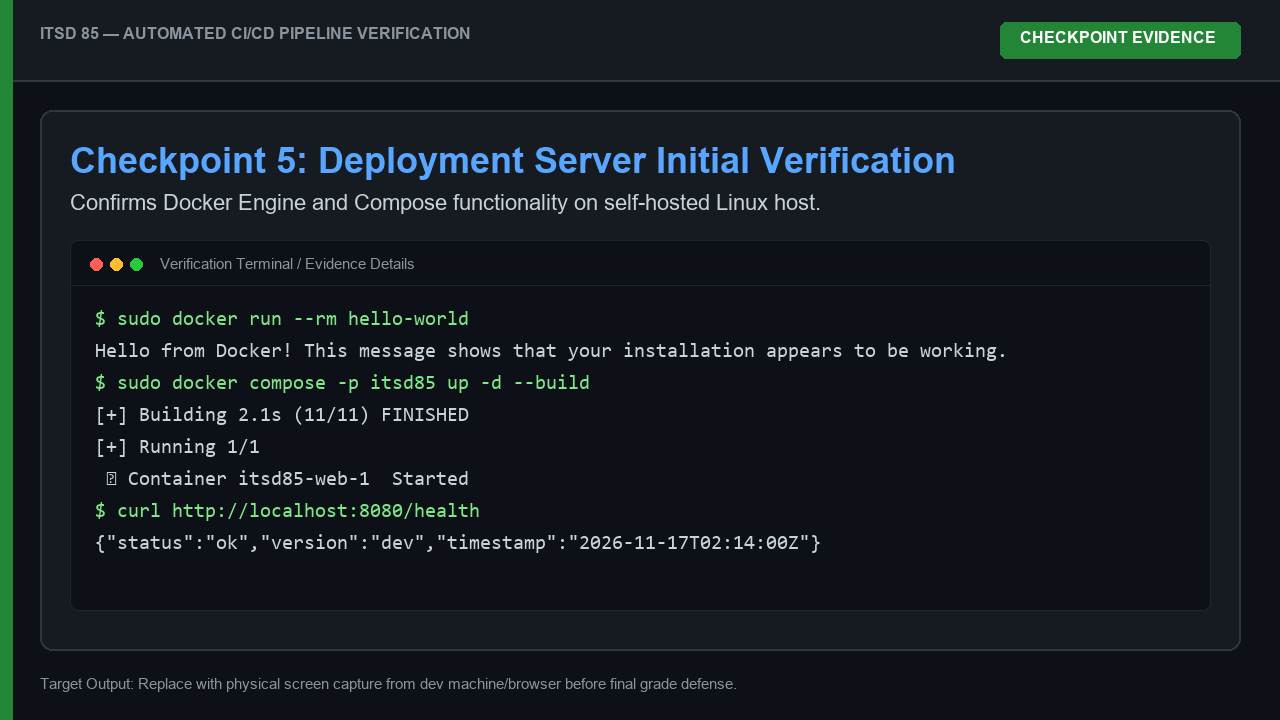 ITSD 85 — AUTOMATED CI/CD PIPELINE VERIFICATION
CHECKPOINT EVIDENCE
Checkpoint 5: Deployment Server Initial Verification
Confirms Docker Engine and Compose functionality on self-hosted Linux host.
Verification Terminal / Evidence Details
$ sudo docker run --rm hello-world
Hello from Docker! This message shows that your installation appears to be working.
$ sudo docker compose -p itsd85 up -d --build
[+] Building 2.1s (11/11) FINISHED
[+] Running 1/1
Container itsd85-web-1  Started
$ curl http://localhost:8080/health
{"status":"ok","version":"dev","timestamp":"2026-11-17T02:14:00Z"}
Target Output: Replace with physical screen capture from dev machine/browser before final grade defense.